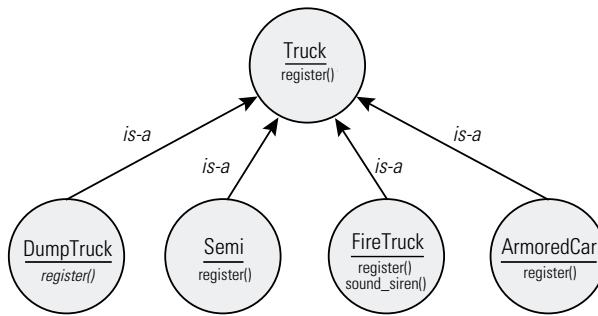 Truck
register()
is-a
is-a
is-a
is-a
DumpTruck
register()
Semi
register()
FireTruck
register()
sound_siren()
ArmoredCar
register()